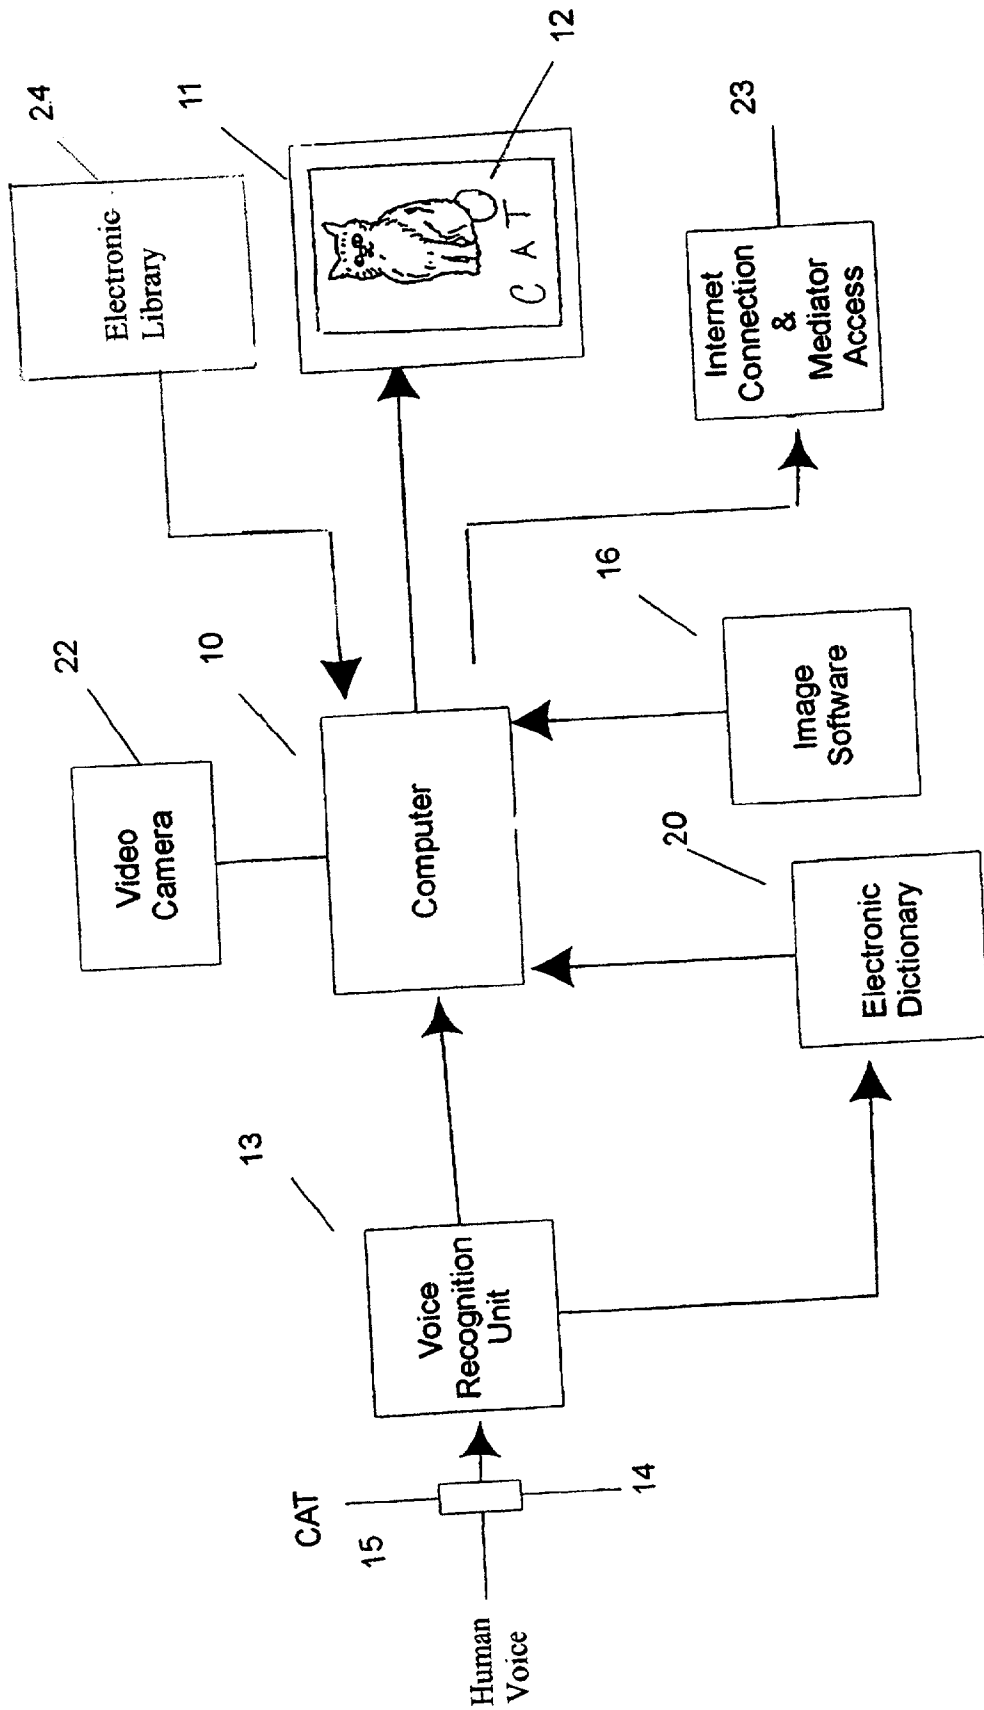 24
Electronic
Library
11
12
22
Video
Camera
10
Computer
CAT
23
Internet
Connection
&
Mediator
Access
16
Image
Software
20
Electronic
Dictionary
13
Voice
Recognition
Unit
CAT
15
14
Human
Voice